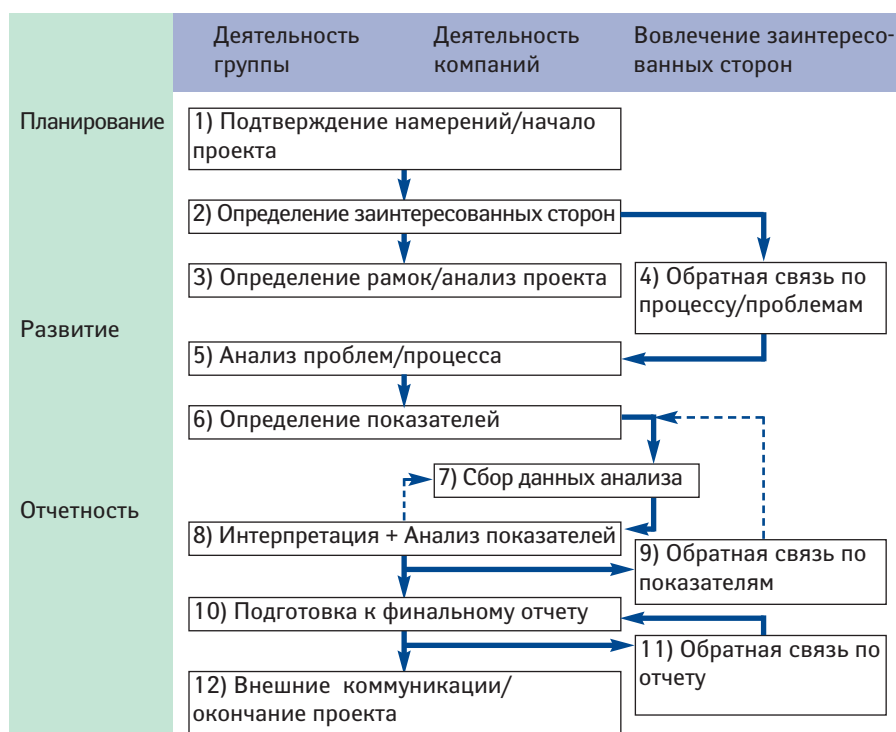 Деятельность
группы
Деятельность
компаний
Вовлечение заинтересо-
ванных сторон
Планирование
1) Подтверждение намерений/начало
проекта
2) Определение заинтересованных сторон
3) Определение рамок/анализ проекта
4) Обратная связь по
процессу/проблемам
Развитие
5) Анализ проблем/процесса
6) Определение показателей
7) Сбор данных анализа
Отчетность
8) Интерпретация + Анализ показателей
9) Обратная связь по
показателям
10) Подготовка к финальному отчету
11) Обратная связь по
отчету
12) Внешние коммуникации/
окончание проекта